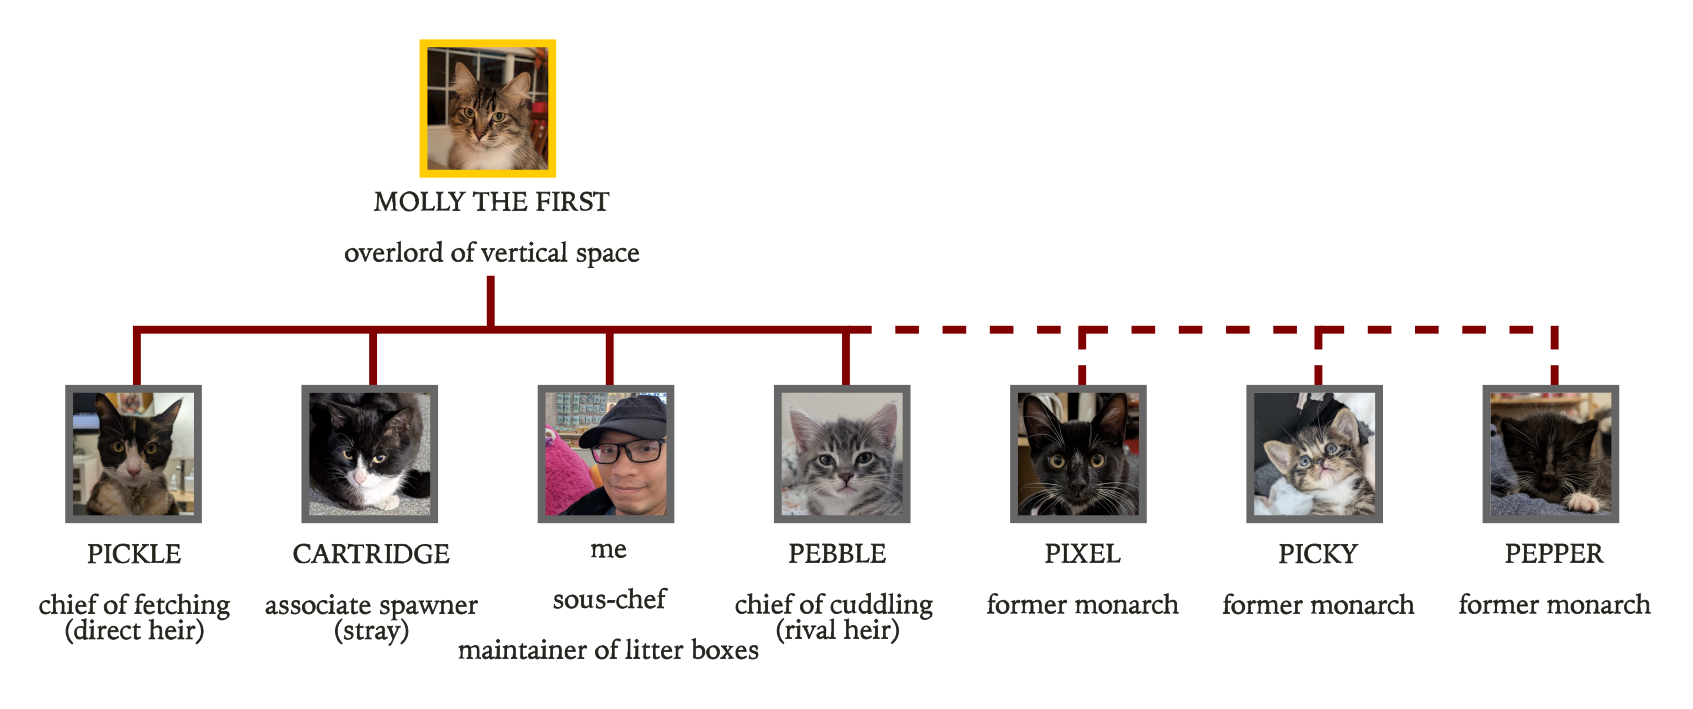 MOLLY THE FIRST
overlord of vertical space
PICKLE
chief of fetching
(direct heir)
CARTRIDGE
associate spawner
(stray)
me
sous-chef
maintainer of litter boxes
PEBBLE
chief of cuddling
(rival heir)
PIXEL
former monarch
PICKY
former monarch
PEPPER
former monarch